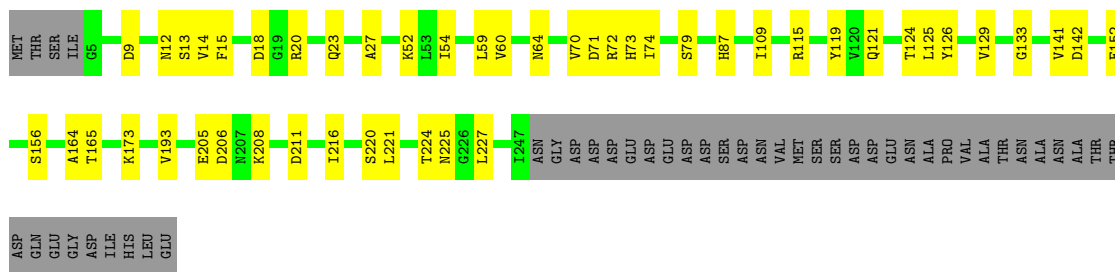 MET THR SER ILE G5 D9 N12 S13 V14 F15 D18 G19 R20 Q23 A27 K52 L53 I54 L59 V60 N64 V70 D71 R72 H73 I74 S79 H87 I109 R115 Y119 V120 Q121 T124 L125 Y126 V129 G133 V141 D142
S156 A164 T165 K173 V193 E205 D206 N207 K208 D211 I216 S220 L221 T224 N225 G226 L227 I247 ASN GLY ASP ASP ASP GLU ASP GLU ASP ASP SER ASP ASN VAL MET SER SER ASP ASP GLU ASN ALA PRO VAL ALA THR ASN ALA ASN ALA THR THR
ASP GLN GLU GLY ASP ILE HIS LEU GLU